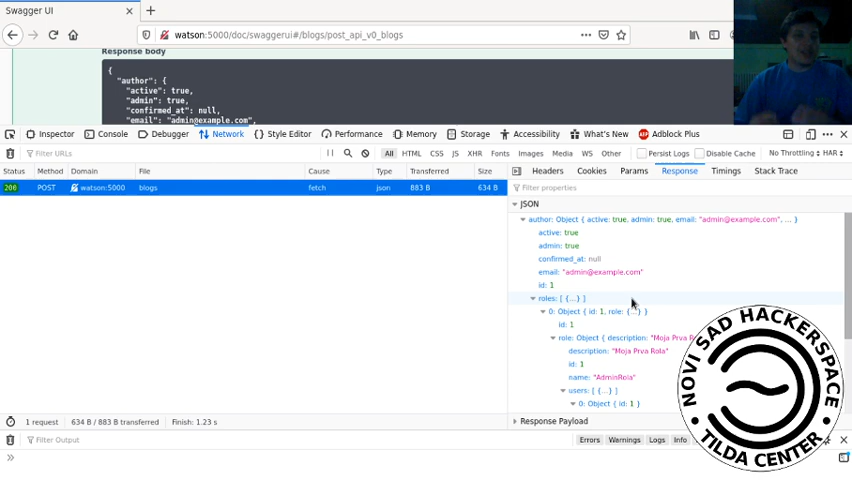 Swagger UI
watson:5000/doc/swaggerui#/blogs/post_api_v0_blogs
Response body
{
"author": {
"active": true,
"admin": true,
"confirmed_at": null,
"email": "admin@example.com",
Inspector Console Debugger Network Style Editor Performance Memory Storage Accessibility What's New Adblock Plus
Filter URLs All HTML CSS JS XHR Fonts Images Media WS Other Persist Logs Disable Cache No Throttling HAR
Status Method Domain File Cause Type Transferred Size
Headers Cookies Params Response Timings Stack Trace
200 POST watson:5000 blogs fetch json 883 B 634 B
Filter properties
JSON
author: Object { active: true, admin: true, email: "admin@example.com", ... }
active: true
admin: true
confirmed_at: null
email: "admin@example.com"
id: 1
roles: [ {...} ]
0: Object { id: 1, role: {...} }
id: 1
role: Object { description: "Moja Prva R
description: "Moja Prva Rola"
id: 1
name: "AdminRola"
users: [ {...} ]
0: Object { id: 1 }
Response Payload
1 request 634 B / 883 B transferred Finish: 1.23 s
Filter Output Errors Warnings Logs Info
NOVI SAD HACKERSPACE
TILDA CENTER